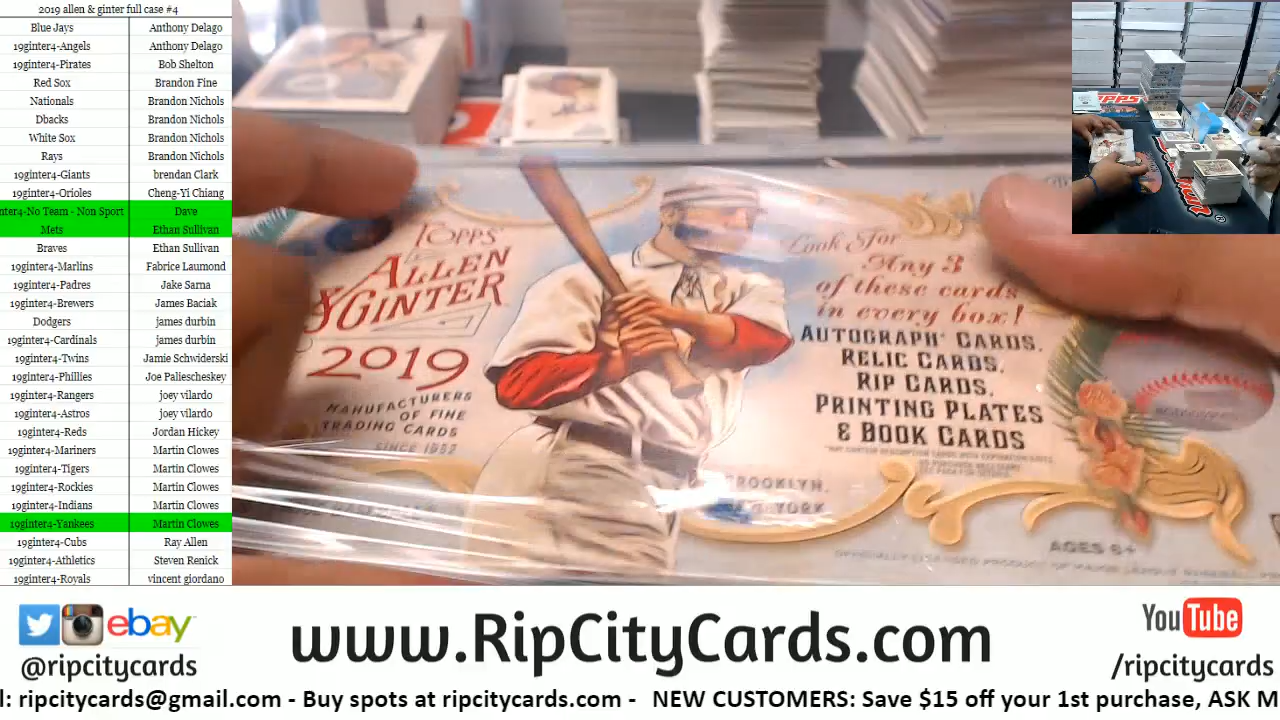 2019 allen & ginter full case #4
Blue Jays Anthony Delago
19ginter4-Angels Anthony Delago
19ginter4-Pirates Bob Shelton
Red Sox Brandon Fine
Nationals Brandon Nichols
Dbacks Brandon Nichols
White Sox Brandon Nichols
Rays Brandon Nichols
19ginter4-Giants brendan Clark
19ginter4-Orioles Cheng-Yi Chiang
nter4-No Team - Non Sport Dave
Mets Ethan Sullivan
Braves Ethan Sullivan
19ginter4-Marlins Fabrice Laumond
19ginter4-Padres Jake Sarna
19ginter4-Brewers James Baciak
Dodgers james durbin
19ginter4-Cardinals james durbin
19ginter4-Twins Jamie Schwiderski
19ginter4-Phillies Joe Paliescheskey
19ginter4-Rangers joey vilardo
19ginter4-Astros joey vilardo
19ginter4-Reds Jordan Hickey
19ginter4-Mariners Martin Clowes
19ginter4-Tigers Martin Clowes
19ginter4-Rockies Martin Clowes
19ginter4-Indians Martin Clowes
19ginter4-Yankees Martin Clowes
19ginter4-Cubs Ray Allen
19ginter4-Athletics Steven Renick
19ginter4-Royals vincent giordano
TOPPS
ALLEN
& GINTER
2019
MANUFACTURERS
OF FINE
TRADING CARDS
SINCE 1952
Look For
Any 3
of these cards
in every box!
AUTOGRAPH CARDS,
RELIC CARDS,
RIP CARDS,
PRINTING PLATES
& BOOK CARDS
BROOKLYN,
NEW YORK
AGES 6+
TOPPS
ebay
@ripcitycards
www.RipCityCards.com
YouTube
/ripcitycards
l: ripcitycards@gmail.com - Buy spots at ripcitycards.com - NEW CUSTOMERS: Save $15 off your 1st purchase, ASK M